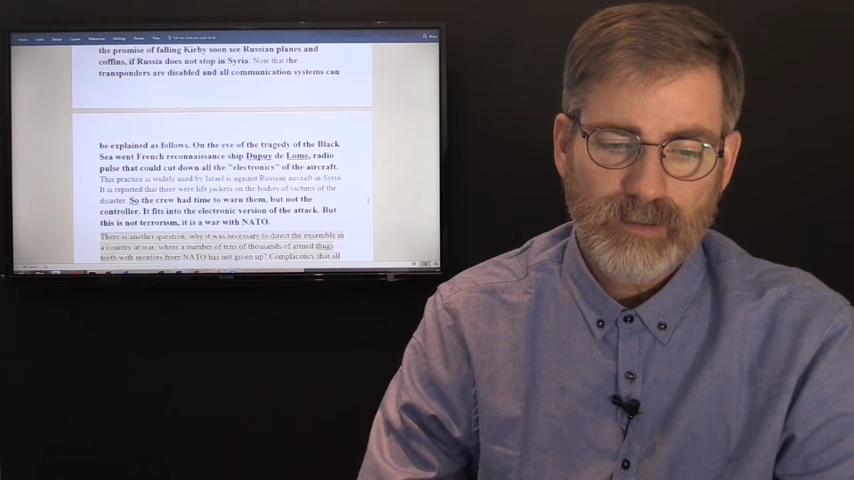 the promise of falling Kirby soon see Russian planes and
coffins, if Russia does not stop in Syria. Note that the
transponders are disabled and all communication systems can
be explained as follows. On the eve of the tragedy of the Black
Sea went French reconnaissance ship Dupuy de Lome, radio
pulse that could cut down all the "electronics" of the aircraft.
This practice is widely used by Israel is against Russian aircraft in Syria
It is reported that there were life jackets on the bodies of victims of the
disaster. So the crew had time to warn them, but not the
controller. It fits into the electronic version of the attack. But
this is not terrorism, it is a war with NATO.
There is another question, why it was necessary to direct the ensemble in
a country at war, where a number of tens of thousands of armed thugs
teeth with mentors from NATO has not given up? Complacency, that all